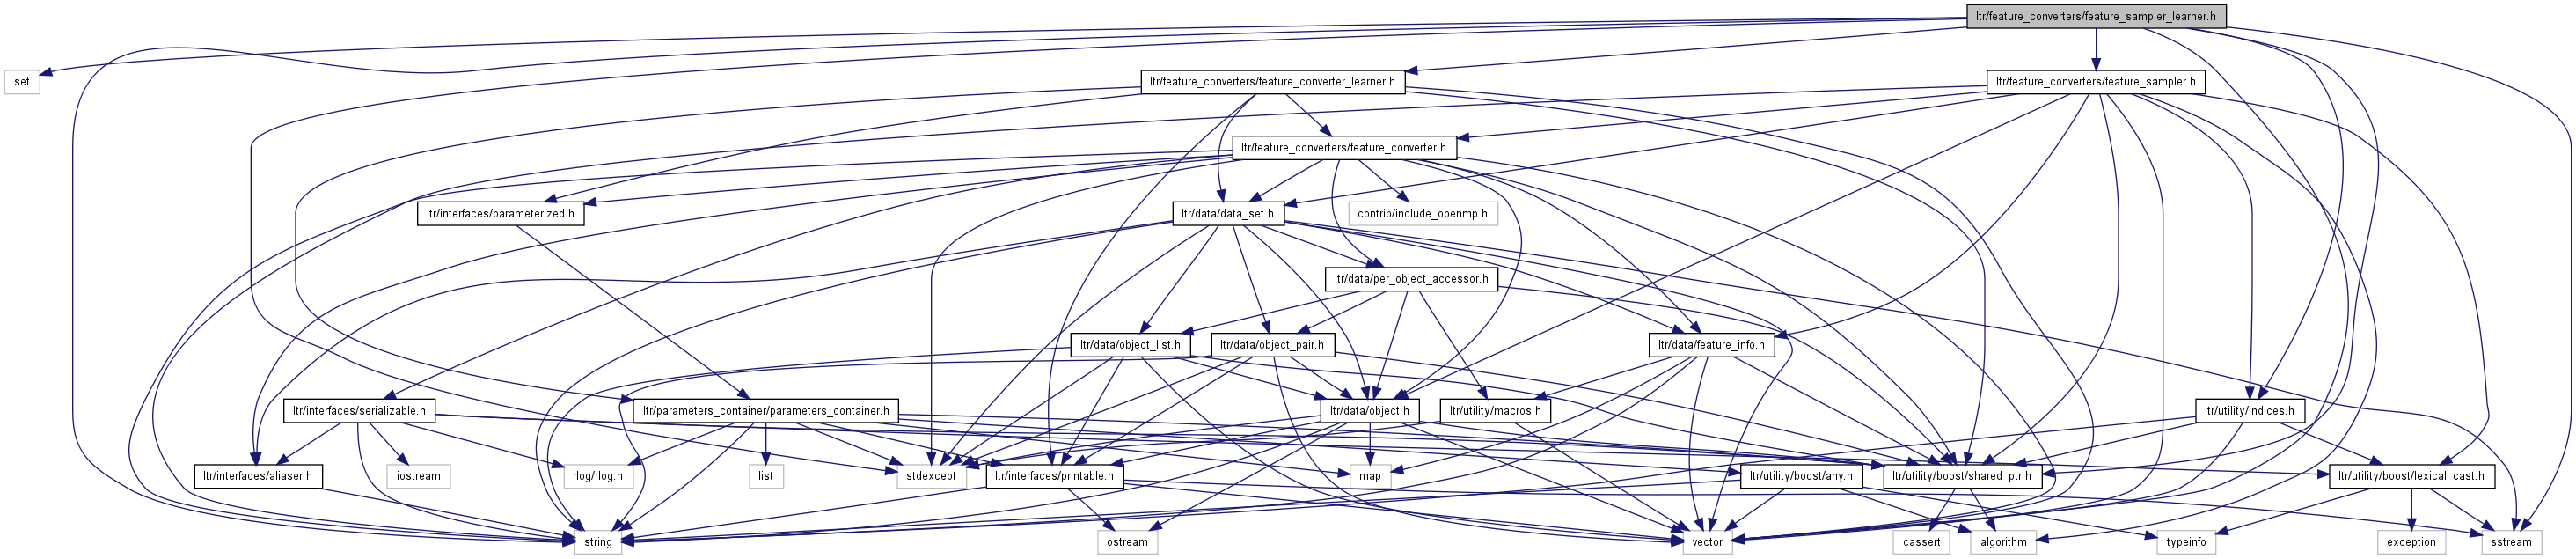 ltr/feature_converters/feature_sampler_learner.h
set
ltr/feature_converters/feature_converter_learner.h
ltr/feature_converters/feature_sampler.h
ltr/feature_converters/feature_converter.h
ltr/interfaces/parameterized.h
ltr/data/data_set.h
contrib/include_openmp.h
ltr/data/per_object_accessor.h
ltr/data/object_list.h
ltr/data/object_pair.h
ltr/data/feature_info.h
ltr/interfaces/serializable.h
ltr/parameters_container/parameters_container.h
ltr/data/object.h
ltr/utility/macros.h
ltr/utility/indices.h
ltr/interfaces/aliaser.h
iostream
rlog/rlog.h
list
stdexcept
ltr/interfaces/printable.h
map
ltr/utility/boost/any.h
ltr/utility/boost/shared_ptr.h
ltr/utility/boost/lexical_cast.h
string
ostream
vector
cassert
algorithm
typeinfo
exception
sstream